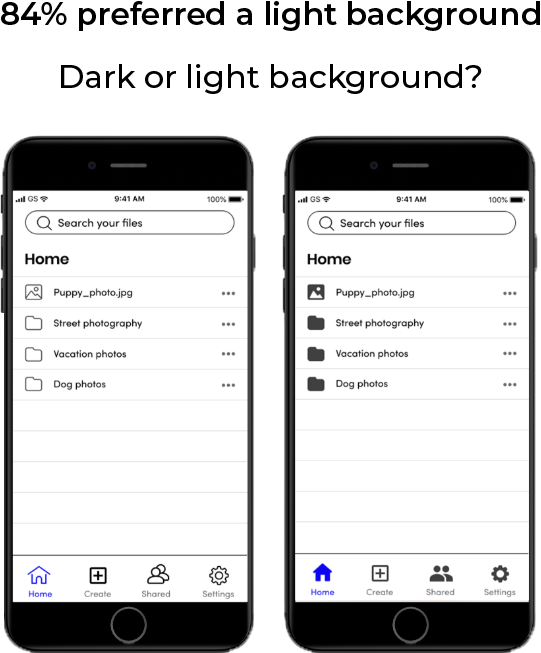 84% preferred a light background
Dark or light background?
GS 9:41 AM 100%
Search your files
Home
Puppy_photo.jpg
Street photography
Vacation photos
Dog photos
Home Create Shared Settings
GS 9:41 AM 100%
Search your files
Home
Puppy_photo.jpg
Street photography
Vacation photos
Dog photos
Home Create Shared Settings